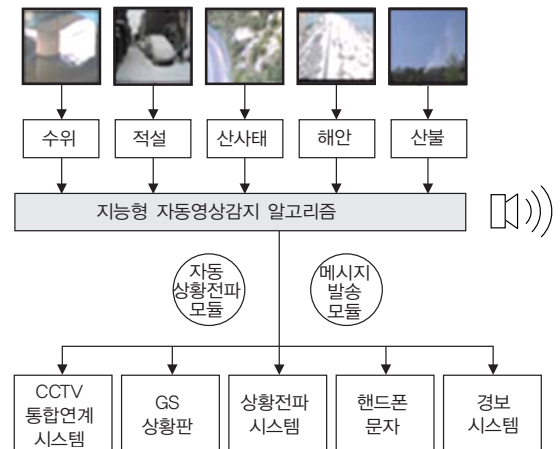 수위
적설
산사태
해안
산불
지능형 자동영상감지 알고리즘
자동
상황전파
모듈
메시지
발송
모듈
CCTV
통합연계
시스템
GS
상황판
상황전파
시스템
핸드폰
문자
경보
시스템